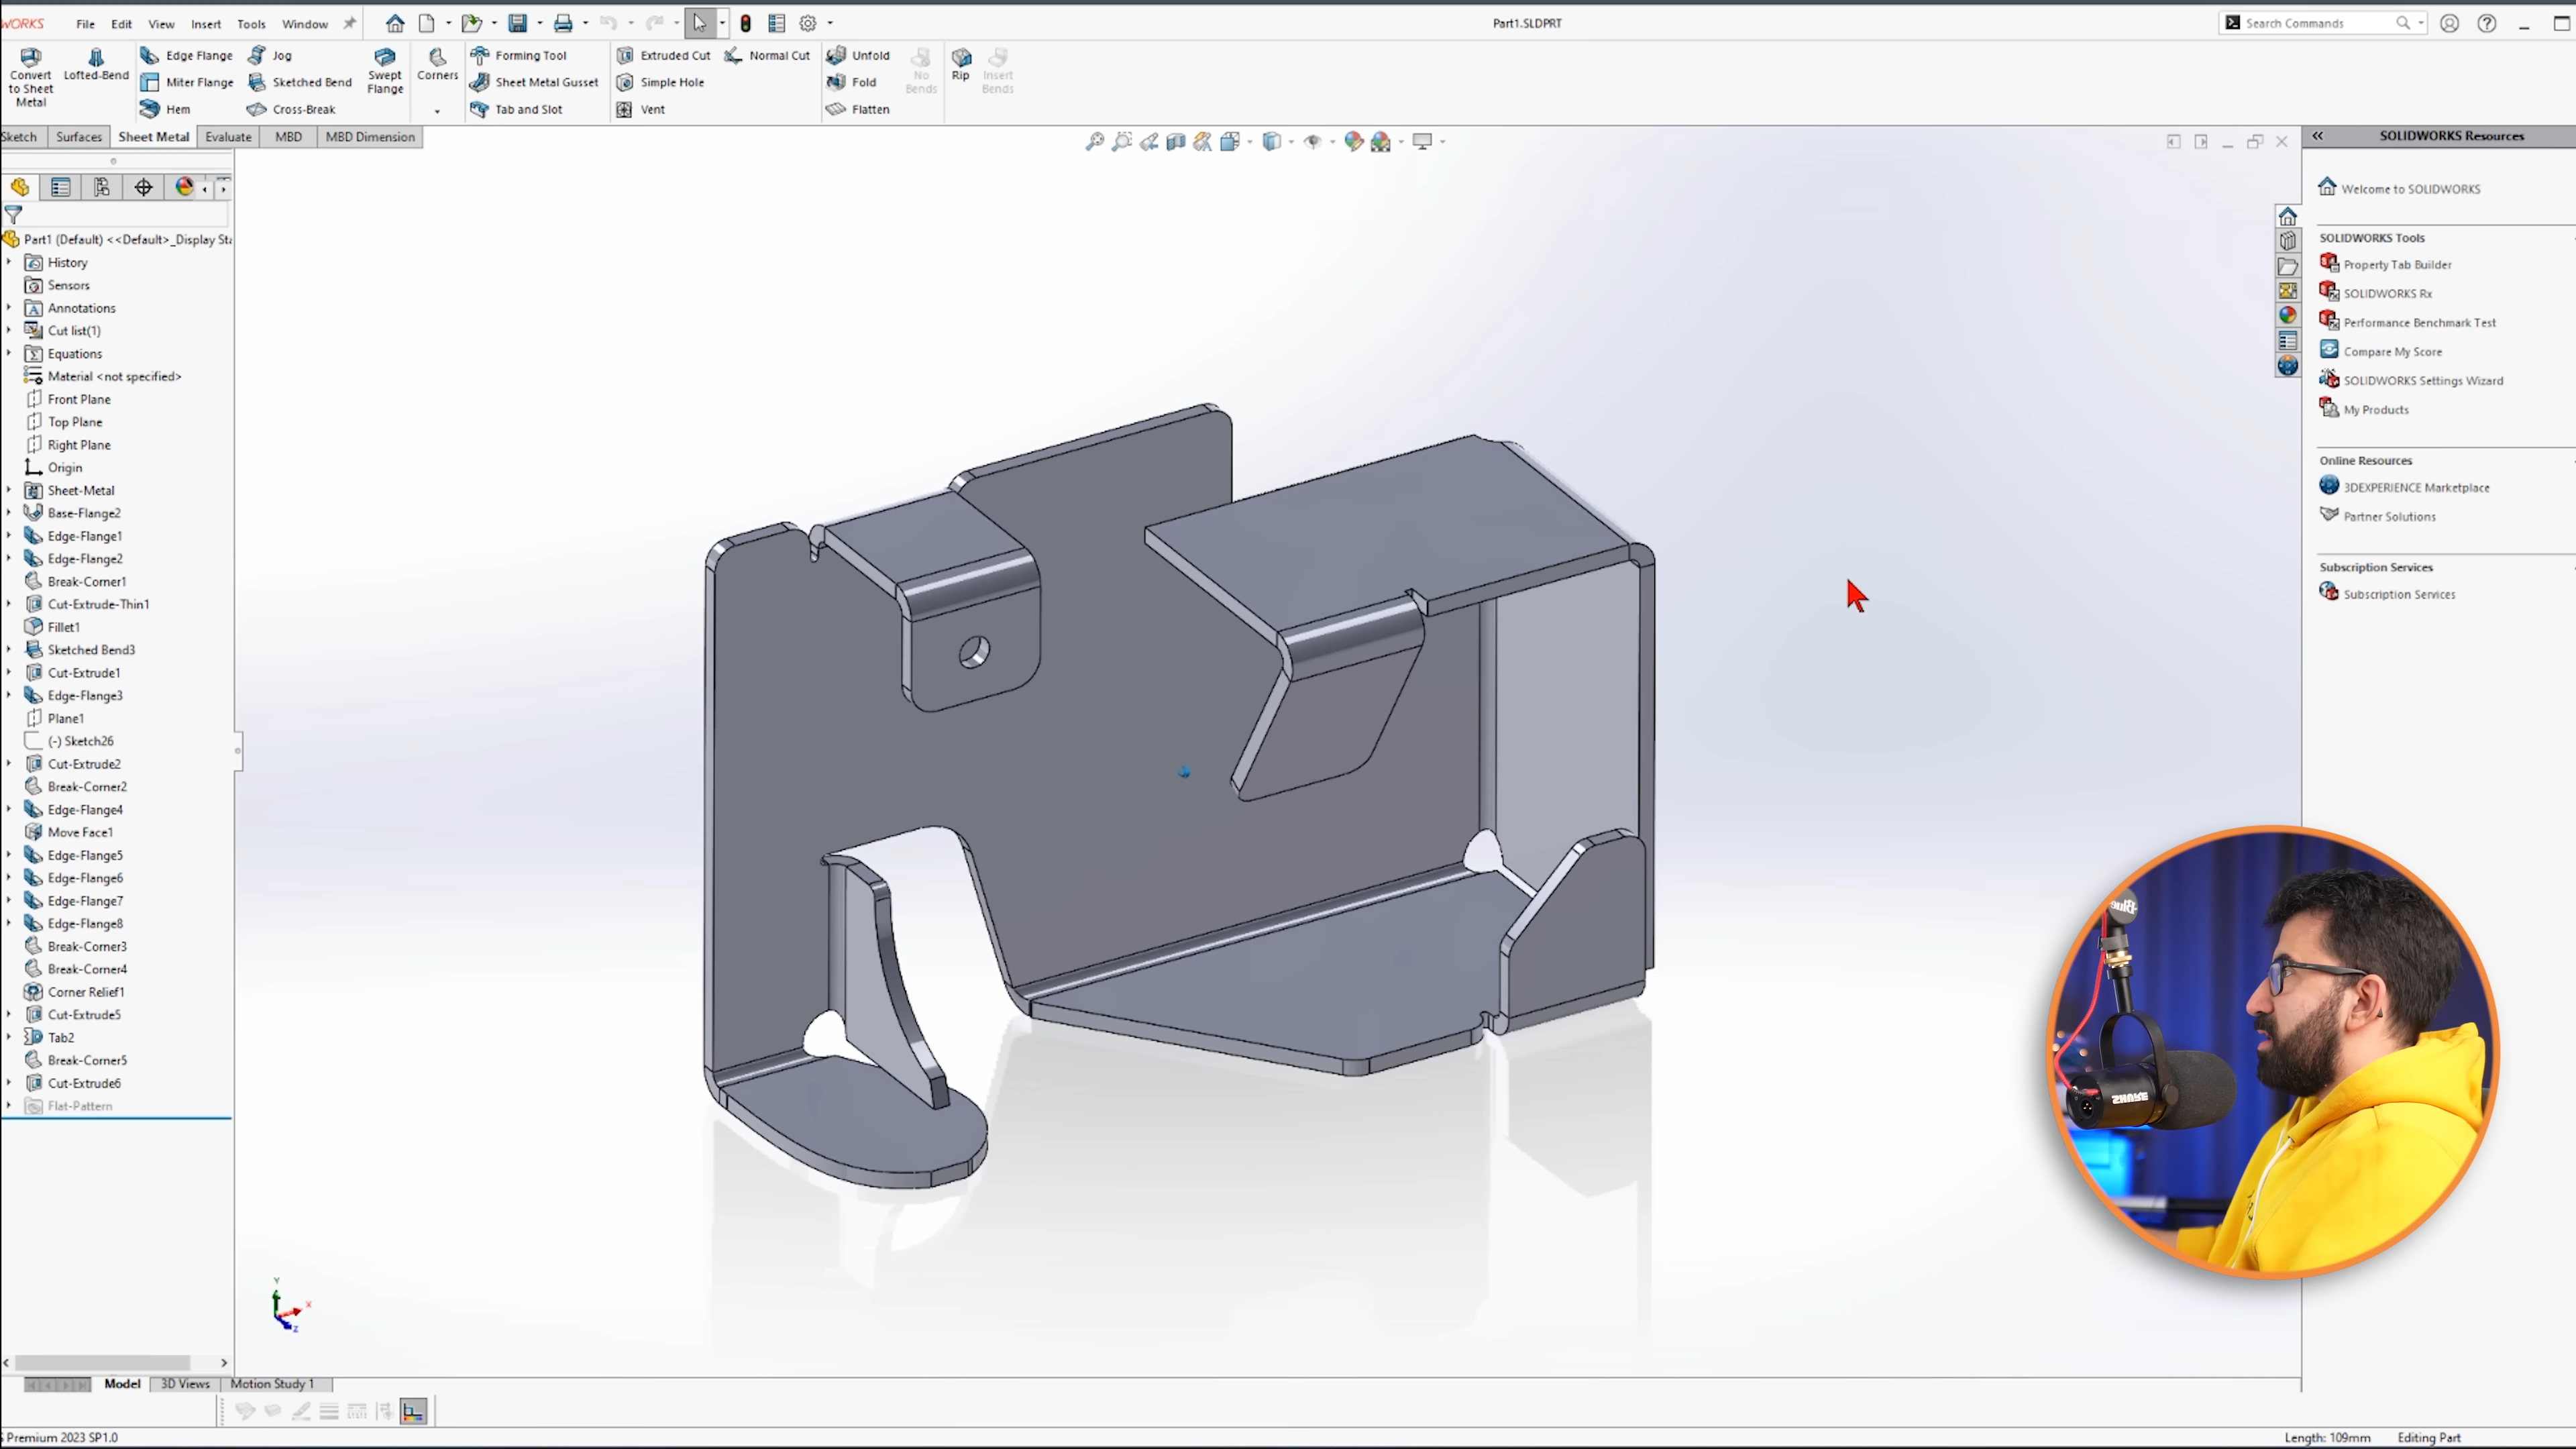 WORKS File Edit View Insert Tools Window Part1.SLDPRT Search Commands
Convert to Sheet Metal
Lofted-Bend
Edge Flange
Miter Flange
Hem
Jog
Sketched Bend
Cross-Break
Swept Flange
Corners
Forming Tool
Sheet Metal Gusset
Tab and Slot
Extruded Cut
Simple Hole
Vent
Normal Cut
Unfold
Fold
Flatten
No Bends
Rip
Insert Bends
Sketch Surfaces Sheet Metal Evaluate MBD MBD Dimension
Part1 (Default) <<Default>_Display Sta
History
Sensors
Annotations
Cut list(1)
Equations
Material <not specified>
Front Plane
Top Plane
Right Plane
Origin
Sheet-Metal
Base-Flange2
Edge-Flange1
Edge-Flange2
Break-Corner1
Cut-Extrude-Thin1
Fillet1
Sketched Bend3
Cut-Extrude1
Edge-Flange3
Plane1
(-) Sketch26
Cut-Extrude2
Break-Corner2
Edge-Flange4
Move Face1
Edge-Flange5
Edge-Flange6
Edge-Flange7
Edge-Flange8
Break-Corner3
Break-Corner4
Corner Relief1
Cut-Extrude5
Tab2
Break-Corner5
Cut-Extrude6
Flat-Pattern
Y
X
Z
SOLIDWORKS Resources
Welcome to SOLIDWORKS
SOLIDWORKS Tools
Property Tab Builder
SOLIDWORKS Rx
Performance Benchmark Test
Compare My Score
SOLIDWORKS Settings Wizard
My Products
Online Resources
3DEXPERIENCE Marketplace
Partner Solutions
Subscription Services
Subscription Services
Blue
SHURE
Model 3D Views Motion Study 1
S Premium 2023 SP1.0 Length: 109mm Editing Part